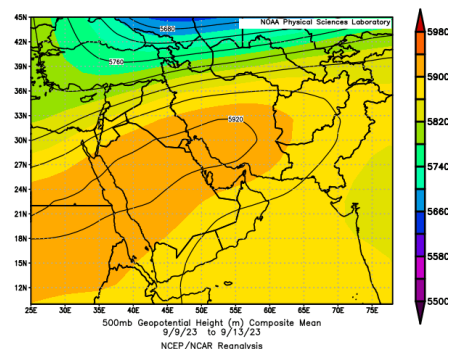 NOAA Physical Sciences Laboratory
45N
42N
39N
36N
33N
30N
27N
24N
21N
18N
15N
12N
5680
5760
5920
25E 30E 35E 40E 45E 50E 55E 60E 65E 70E 75E
5980
5900
5820
5740
5660
5580
5500
500mb Geopotential Height (m) Composite Mean
9/9/23 to 9/13/23
NCEP/NCAR Reanalysis